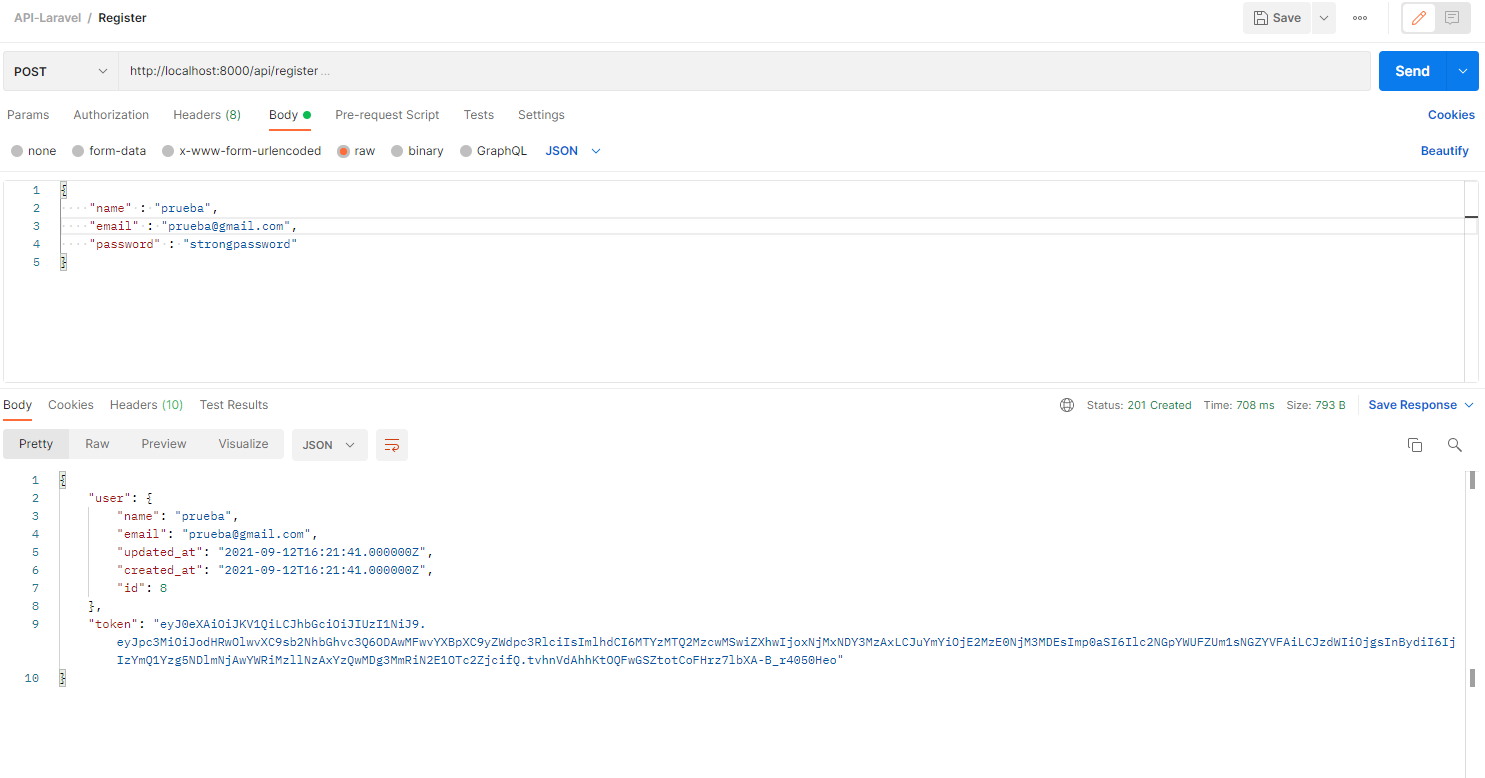 API-Laravel / Register
Save
POST http://localhost:8000/api/register ...
Send
Params Authorization Headers (8) Body Pre-request Script Tests Settings Cookies
none form-data x-www-form-urlencoded raw binary GraphQL JSON Beautify
1 {
2 "name" : "prueba",
3 "email" : "prueba@gmail.com",
4 "password" : "strongpassword"
5 }
Body Cookies Headers (10) Test Results Status: 201 Created Time: 708 ms Size: 793 B Save Response
Pretty Raw Preview Visualize JSON
1 {
2 "user": {
3 "name": "prueba",
4 "email": "prueba@gmail.com",
5 "updated_at": "2021-09-12T16:21:41.000000Z",
6 "created_at": "2021-09-12T16:21:41.000000Z",
7 "id": 8
8 },
9 "token": "eyJ0eXAiOiJKV1QiLCJhbGciOiJIUzI1NiJ9.
eyJpc3MiOiJodHRwOlwvXC9sb2NhbGhvc3Q6ODAwMFwvYXBpXC9yZWdpc3RlciIsImlhdCI6MTYzMTQ2MzcwMSwiZXhwIjoxNjMxNDY3MzAxLCJuYmYiOjE2MzE0NjM3MDEsImp0aSI6Ilc2NGpYWUFZUm1sNGZYVFAiLCJzdWIiOjgsInBydiI6Ij
IzYmQ1Yzg5NDlmNjAwYWRiMzllNzAxYzQwMDg3MmRiN2E1OTc2ZjcifQ.tvhnVdAhhKtOQFwGSZtotCoFHrz7lbXA-B_r4050Heo"
10 }